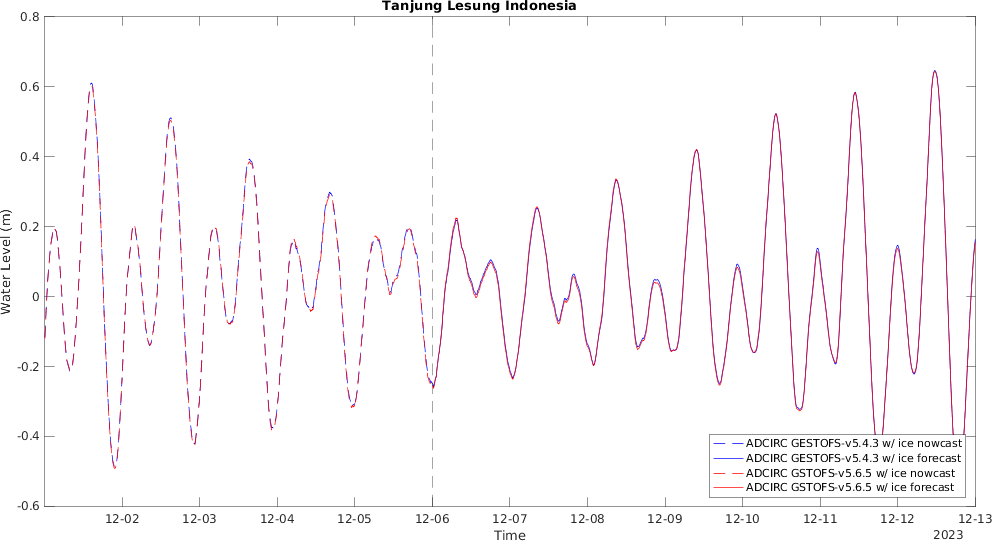 Tanjung Lesung Indonesia
0.8
0.6
0.4
0.2
0
-0.2
-0.4
-0.6
Water Level (m)
12-02 12-03 12-04 12-05 12-06 12-07 12-08 12-09 12-10 12-11 12-12 12-13
Time
2023
ADCIRC GESTOFS-v5.4.3 w/ ice nowcast
ADCIRC GESTOFS-v5.4.3 w/ ice forecast
ADCIRC GSTOFS-v5.6.5 w/ ice nowcast
ADCIRC GSTOFS-v5.6.5 w/ ice forecast